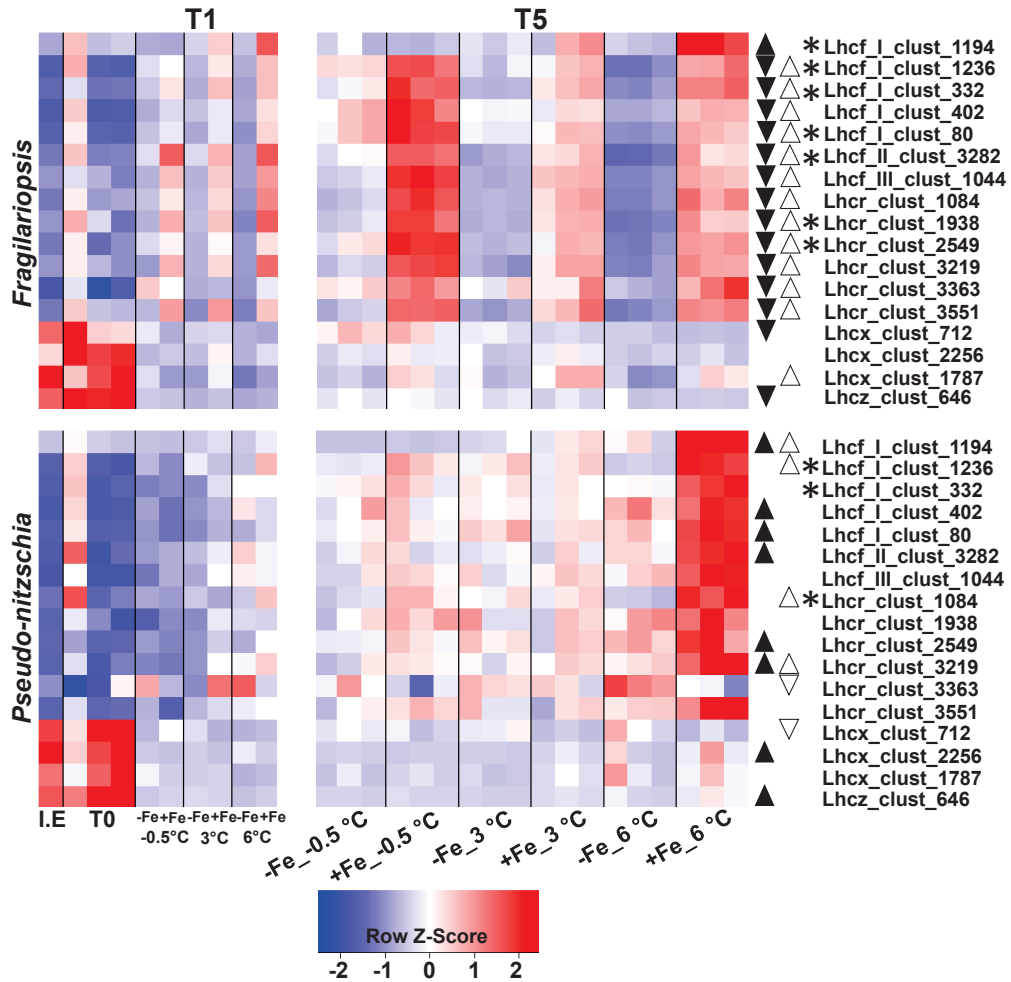 T1 T5
Fragilariopsis
*Lhcf_I_clust_1194
*Lhcf_I_clust_1236
*Lhcf_I_clust_332
Lhcf_I_clust_402
*Lhcf_I_clust_80
*Lhcf_II_clust_3282
Lhcf_III_clust_1044
Lhcr_clust_1084
*Lhcr_clust_1938
*Lhcr_clust_2549
Lhcr_clust_3219
Lhcr_clust_3363
Lhcr_clust_3551
Lhcx_clust_712
Lhcx_clust_2256
Lhcx_clust_1787
Lhcz_clust_646
Pseudo-nitzschia
Lhcf_I_clust_1194
*Lhcf_I_clust_1236
*Lhcf_I_clust_332
Lhcf_I_clust_402
Lhcf_I_clust_80
Lhcf_II_clust_3282
Lhcf_III_clust_1044
*Lhcr_clust_1084
Lhcr_clust_1938
Lhcr_clust_2549
Lhcr_clust_3219
Lhcr_clust_3363
Lhcr_clust_3551
Lhcx_clust_712
Lhcx_clust_2256
Lhcx_clust_1787
Lhcz_clust_646
I.E T0 -Fe+Fe -Fe+Fe -Fe+Fe
-0.5°C 3°C 6°C
-Fe_-0.5 °C +Fe_-0.5 °C -Fe_3 °C +Fe_3 °C -Fe_6 °C +Fe_6 °C
Row Z-Score
-2 -1 0 1 2